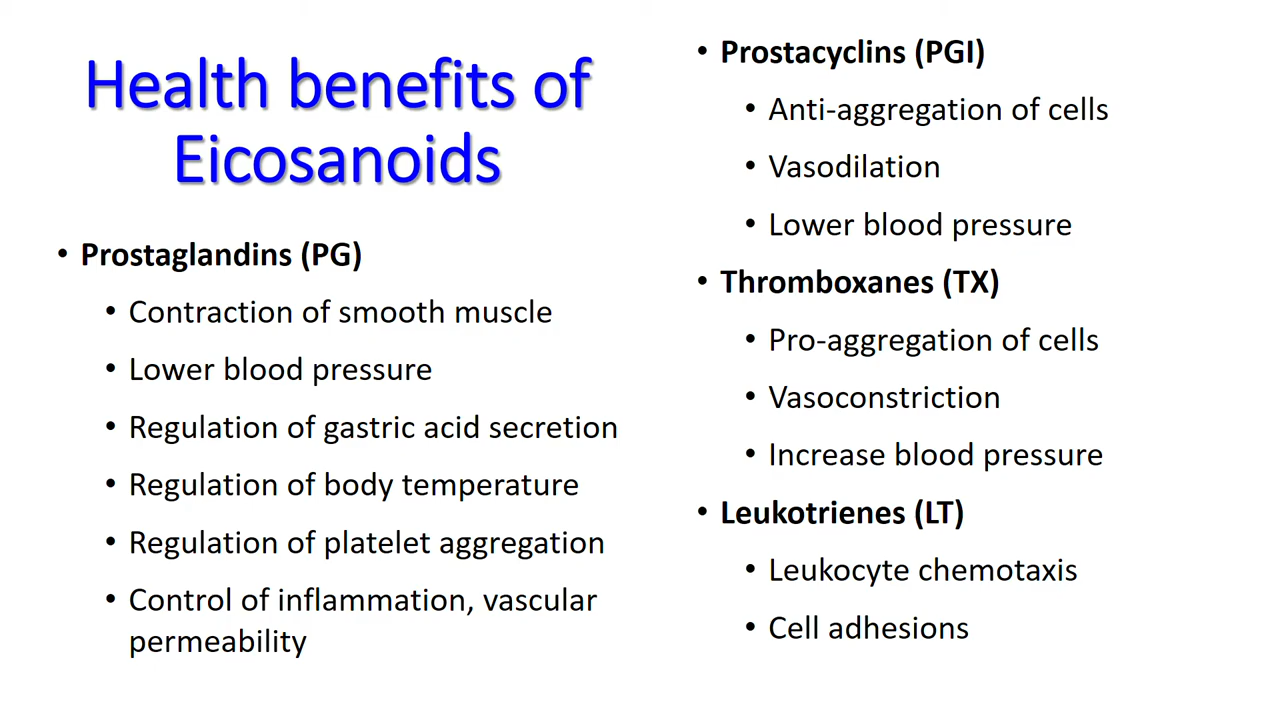 Health benefits of
Eicosanoids
• Prostaglandins (PG)
• Contraction of smooth muscle
• Lower blood pressure
• Regulation of gastric acid secretion
• Regulation of body temperature
• Regulation of platelet aggregation
• Control of inflammation, vascular
permeability
• Prostacyclins (PGI)
• Anti-aggregation of cells
• Vasodilation
• Lower blood pressure
• Thromboxanes (TX)
• Pro-aggregation of cells
• Vasoconstriction
• Increase blood pressure
• Leukotrienes (LT)
• Leukocyte chemotaxis
• Cell adhesions